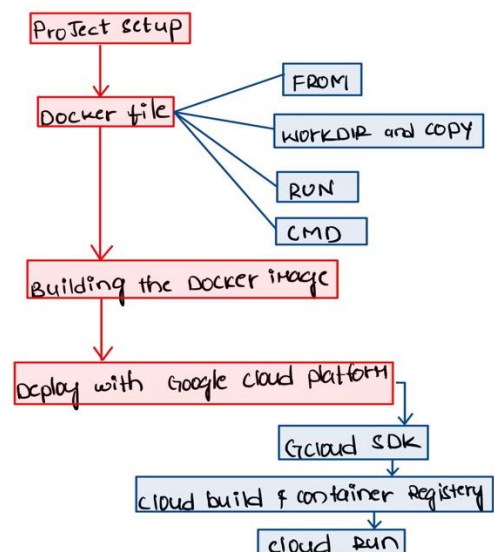 ProJect setup
Docker file
FROM
WORKDIR and COPY
RUN
CMD
Building the Docker image
Deploy with Google cloud platform
Gcloud SDK
cloud build & container Registery
cloud Run